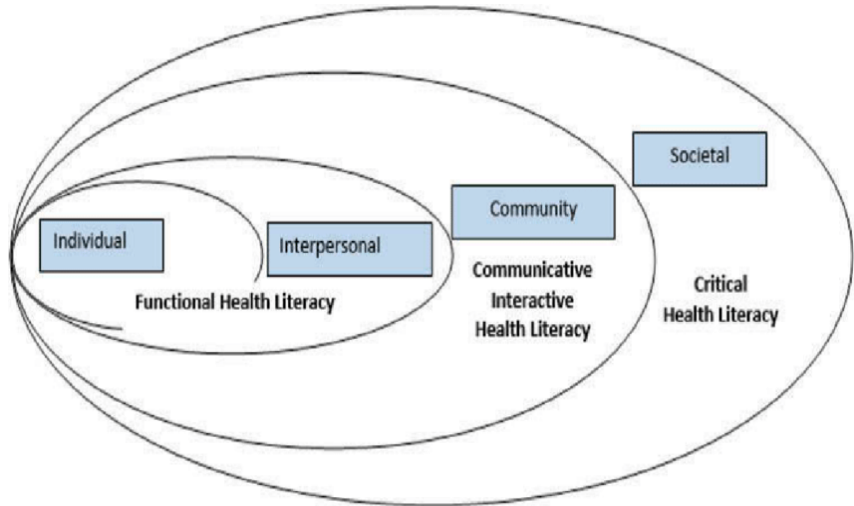 Societal
Community
Individual
Interpersonal
Functional Health Literacy
Communicative
Interactive
Health Literacy
Critical
Health Literacy